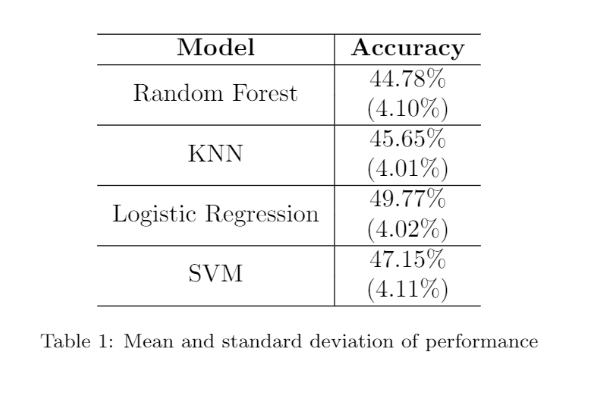 Model Accuracy
Random Forest 44.78%
(4.10%)
KNN 45.65%
(4.01%)
Logistic Regression 49.77%
(4.02%)
SVM 47.15%
(4.11%)
Table 1: Mean and standard deviation of performance